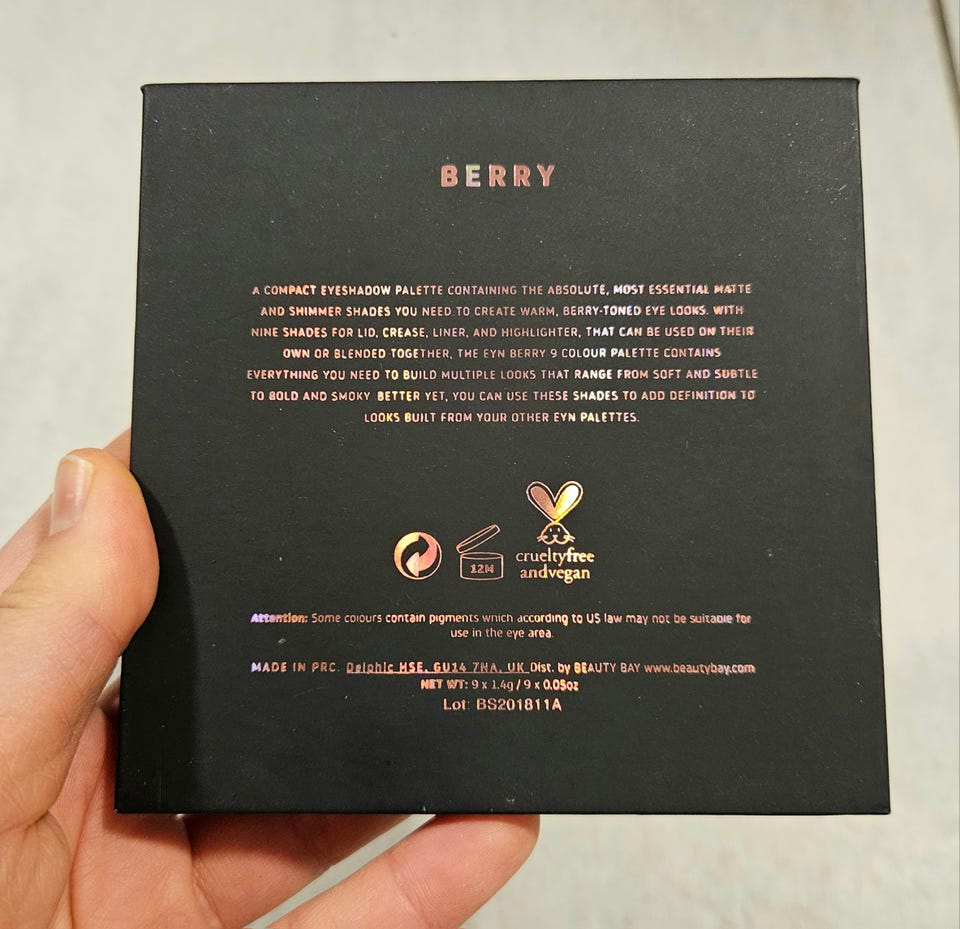 BERRY
A COMPACT EYESHADOW PALETTE CONTAINING THE ABSOLUTE, MOST ESSENTIAL MATTE
AND SHIMMER SHADES YOU NEED TO CREATE WARM, BERRY-TONED EYE LOOKS. WITH
NINE SHADES FOR LID, CREASE, LINER, AND HIGHLIGHTER, THAT CAN BE USED ON THEIR
OWN OR BLENDED TOGETHER, THE EYN BERRY 9 COLOUR PALETTE CONTAINS
EVERYTHING YOU NEED TO BUILD MULTIPLE LOOKS THAT RANGE FROM SOFT AND SUBTLE
TO BOLD AND SMOKY. BETTER YET, YOU CAN USE THESE SHADES TO ADD DEFINITION TO
LOOKS BUILT FROM YOUR OTHER EYN PALETTES.
12M
crueltyfree
andvegan
Attention: Some colours contain pigments which according to US law may not be suitable for
use in the eye area.
MADE IN PRC. Delphic HSE, GU14 7NA, UK Dist. by BEAUTY BAY www.beautybay.com
NET WT: 9 x 1.4g / 9 x 0.05oz
Lot: BS201811A